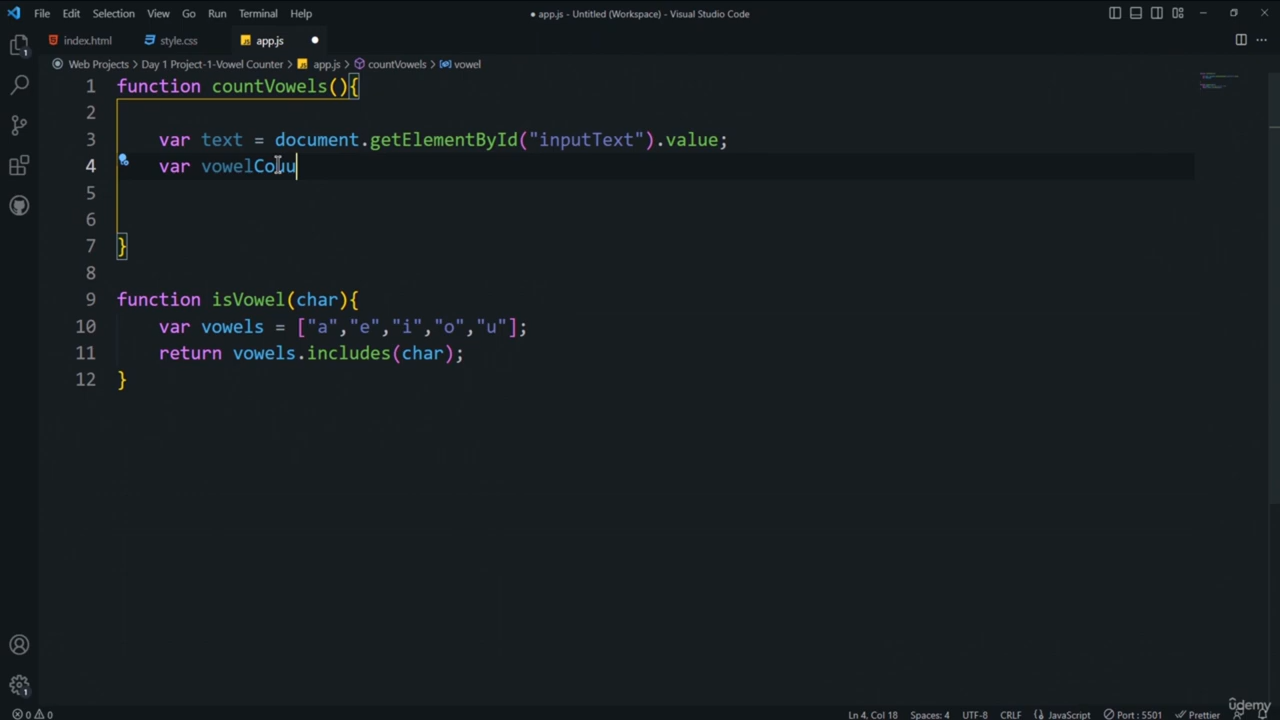 File Edit Selection View Go Run Terminal Help
● app.js - Untitled (Workspace) - Visual Studio Code
index.html style.css app.js
Web Projects > Day 1 Project-1-Vowel Counter > app.js > countVowels > vowel
1 function countVowels(){
2
3 var text = document.getElementById("inputText").value;
4 var vowelCouu
5
6
7 }
8
9 function isVowel(char){
10 var vowels = ["a","e","i","o","u"];
11 return vowels.includes(char);
12 }
0 0 Ln 4, Col 18 Spaces: 4 UTF-8 CRLF JavaScript Port : 5501 Prettier
udemy